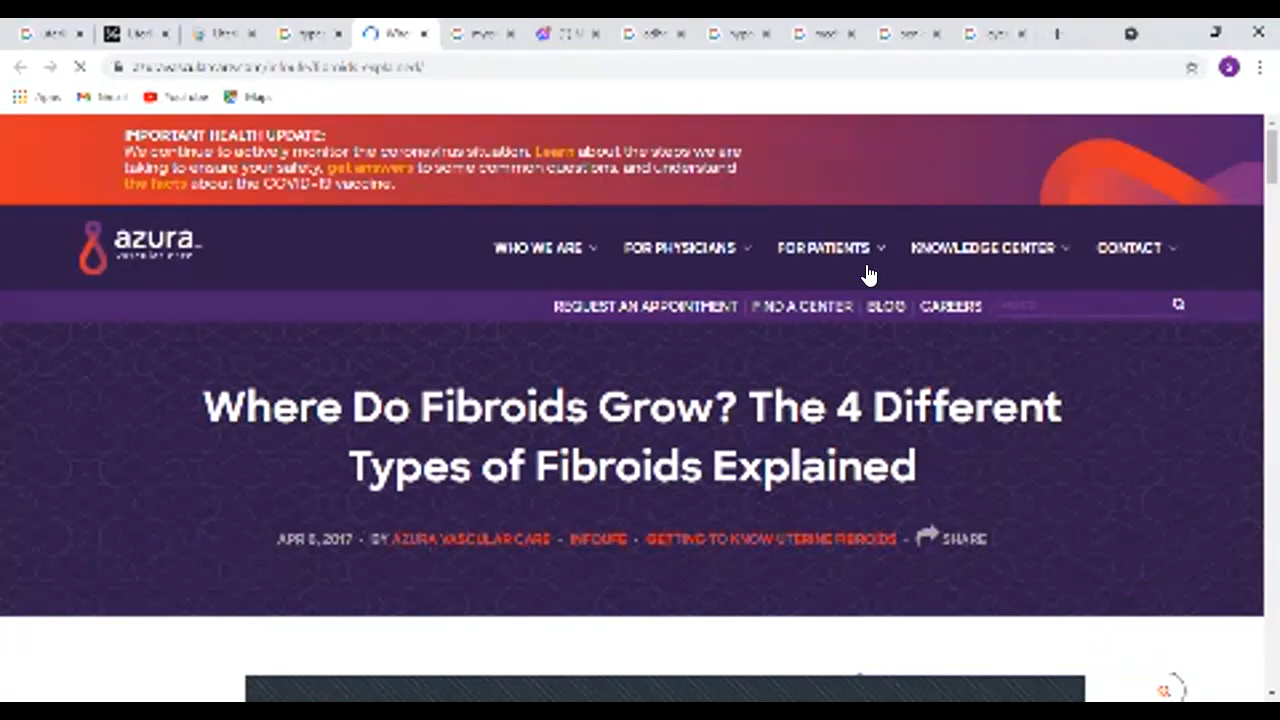 Apps Gmail YouTube Maps
IMPORTANT HEALTH UPDATE:
We continue to actively monitor the coronavirus situation. Learn about the steps we are
taking to ensure your safety, get answers to some common questions, and understand
the facts about the COVID-19 vaccine.
azura
vascular care
WHO WE ARE FOR PHYSICIANS FOR PATIENTS KNOWLEDGE CENTER CONTACT
REQUEST AN APPOINTMENT | FIND A CENTER | BLOG | CAREERS
Where Do Fibroids Grow? The 4 Different
Types of Fibroids Explained
APR 6, 2017 - BY AZURA VASCULAR CARE - INFOUFE - GETTING TO KNOW UTERINE FIBROIDS - SHARE